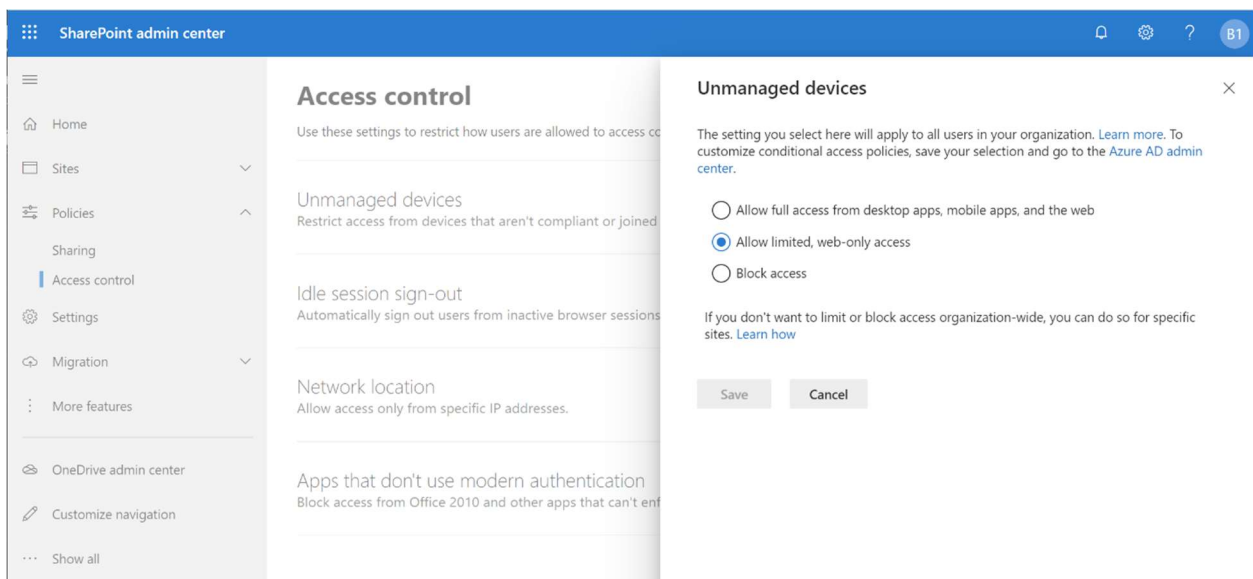 SharePoint admin center
B1
Home
Sites
Policies
Sharing
Access control
Settings
Migration
More features
OneDrive admin center
Customize navigation
Show all
Access control
Use these settings to restrict how users are allowed to access co
Unmanaged devices
Restrict access from devices that aren't compliant or joined
Idle session sign-out
Automatically sign out users from inactive browser sessions
Network location
Allow access only from specific IP addresses.
Apps that don't use modern authentication
Block access from Office 2010 and other apps that can't enf
Unmanaged devices
The setting you select here will apply to all users in your organization. Learn more. To
customize conditional access policies, save your selection and go to the Azure AD admin
center.
Allow full access from desktop apps, mobile apps, and the web
Allow limited, web-only access
Block access
If you don't want to limit or block access organization-wide, you can do so for specific
sites. Learn how
Save Cancel